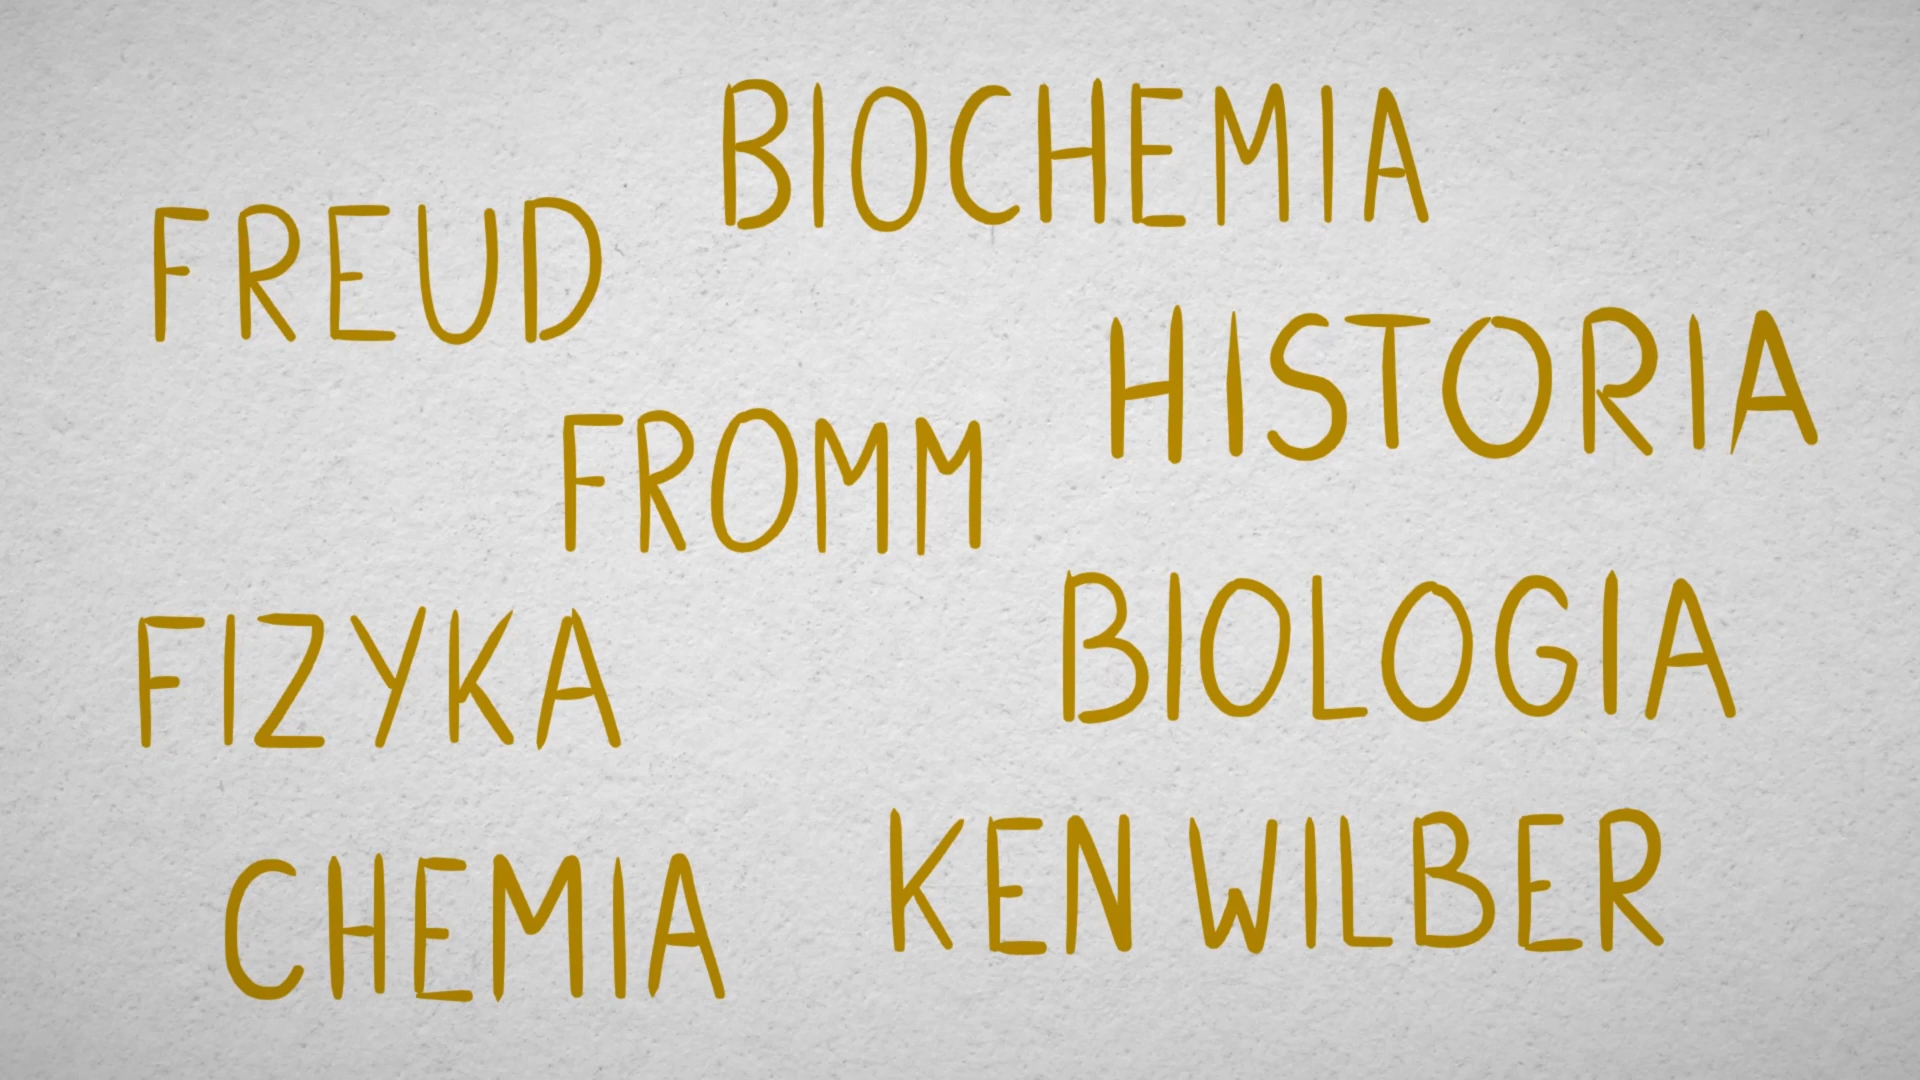 BIOCHEMIA
FREUD
HISTORIA
FROMM
BIOLOGIA
FIZYKA
KEN WILBER
CHEMIA